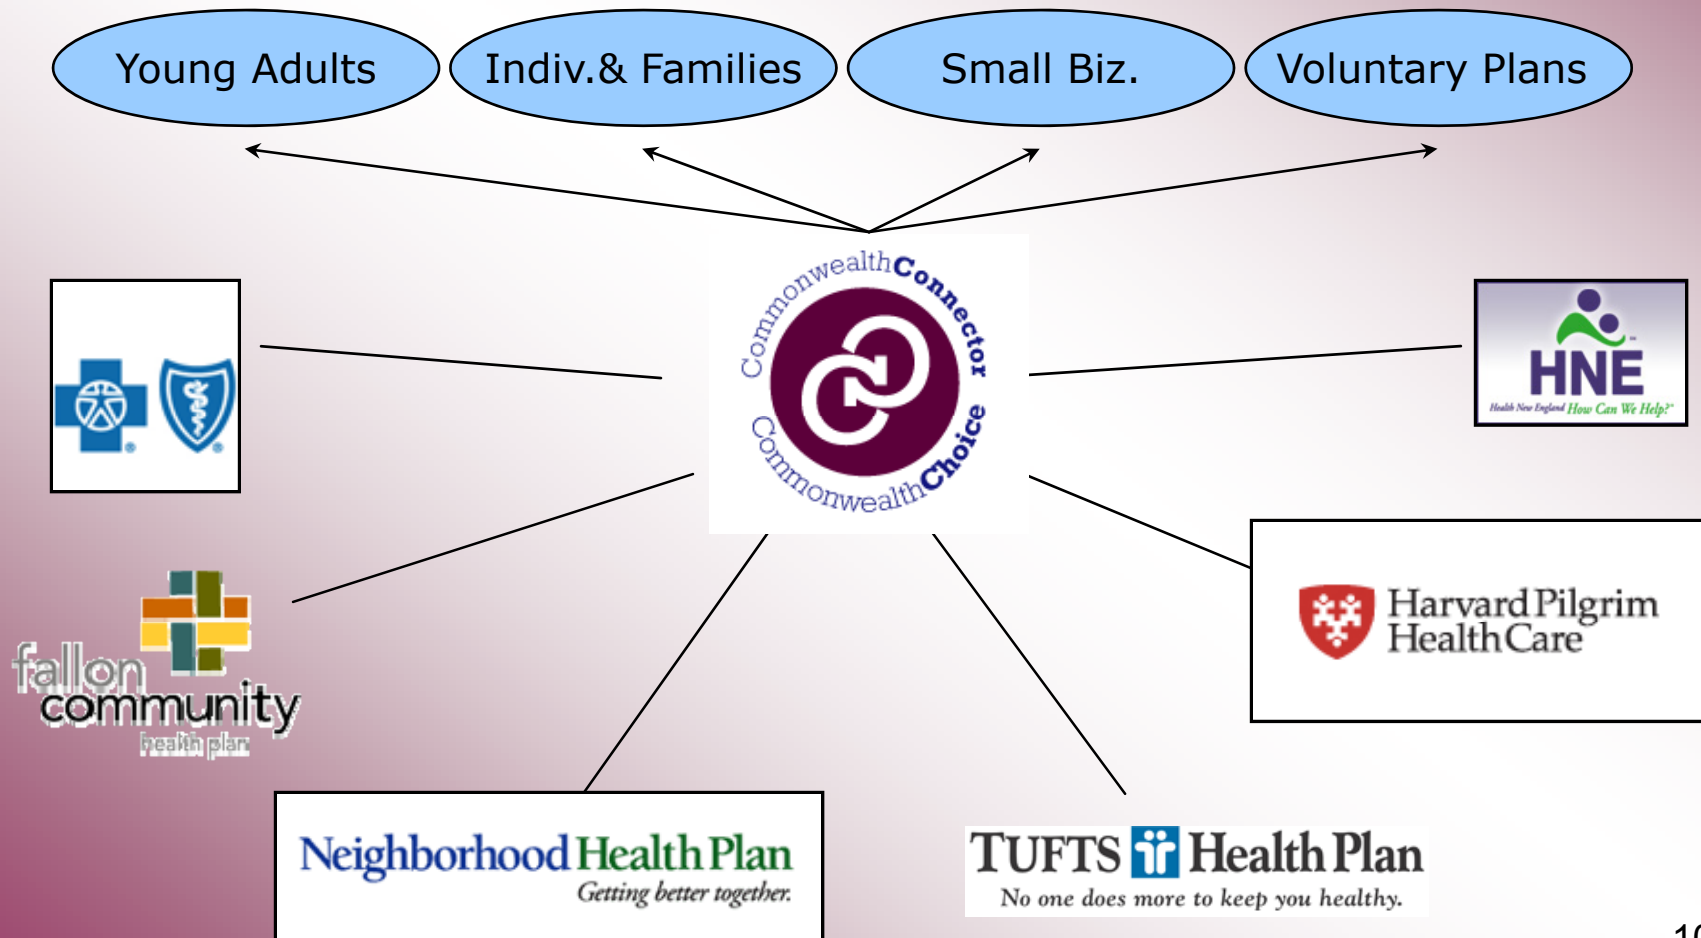 Young Adults
Indiv.& Families
Small Biz.
Voluntary Plans
CommonwealthConnector
CommonwealthChoice
HNE
Health New England How Can We Help?
Harvard Pilgrim
HealthCare
fallon
community
health plan
Neighborhood Health Plan
Getting better together.
TUFTS Health Plan
No one does more to keep you healthy.